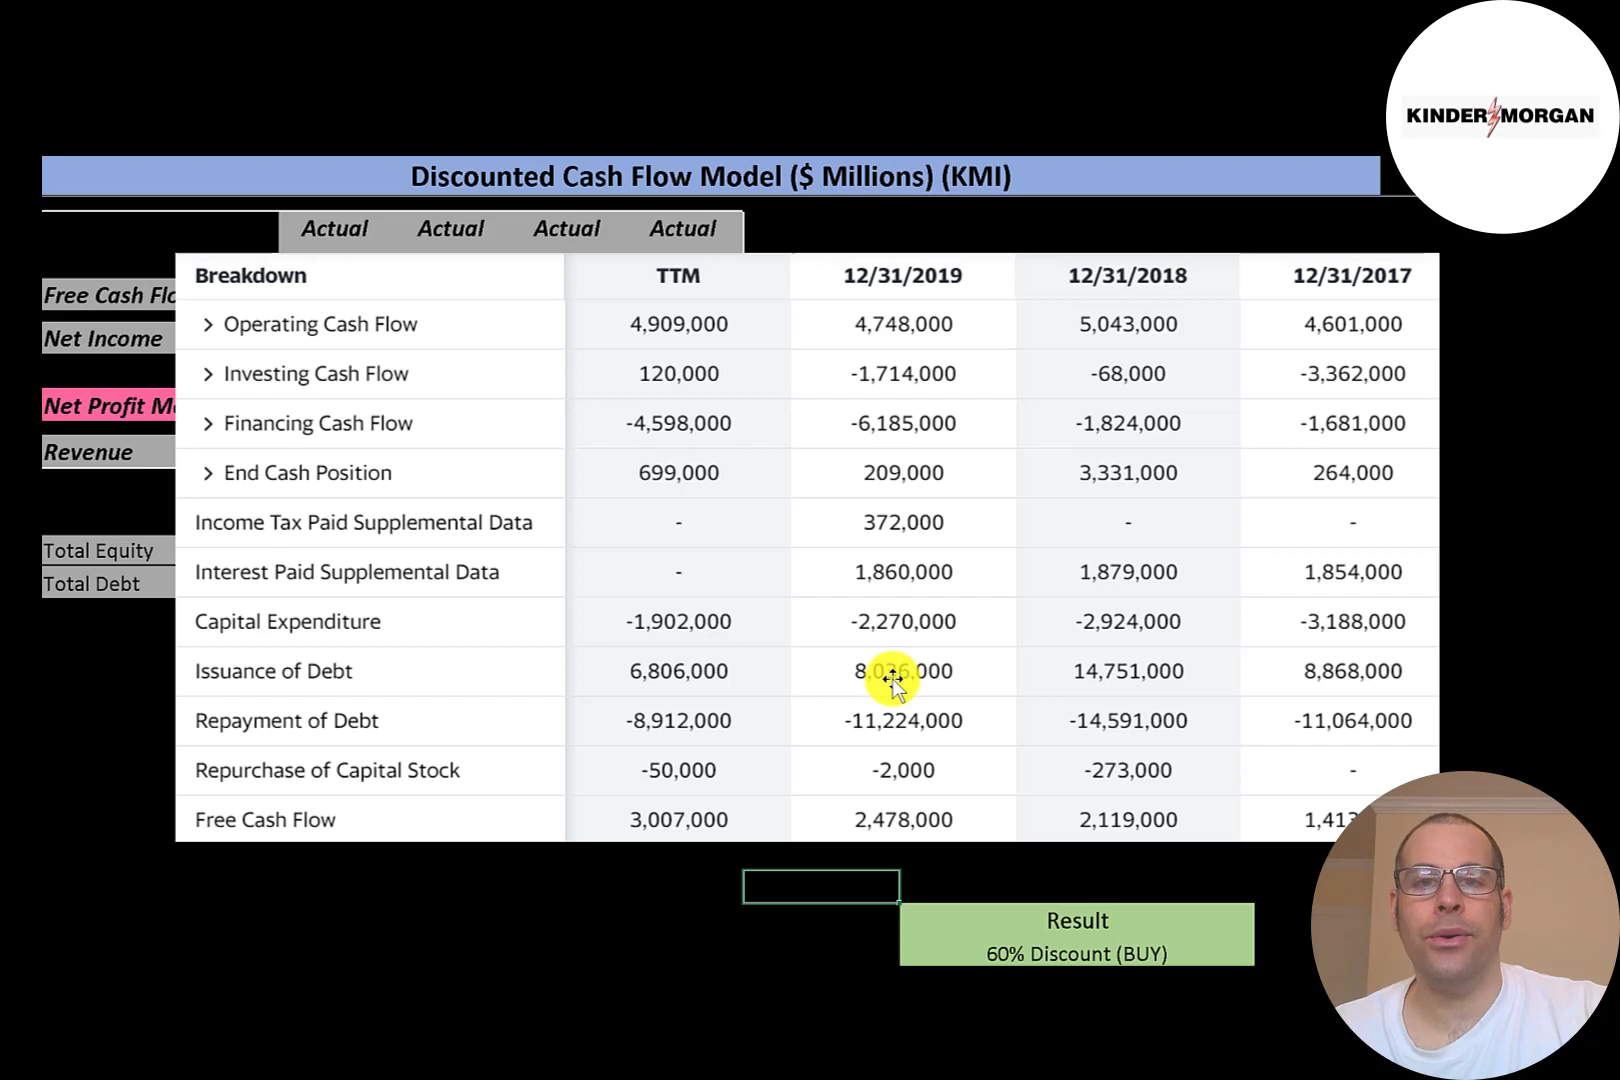 KINDER MORGAN
Discounted Cash Flow Model ($ Millions) (KMI)
Actual Actual Actual Actual
Breakdown TTM 12/31/2019 12/31/2018 12/31/2017
Free Cash
Operating Cash Flow 4,909,000 4,748,000 5,043,000 4,601,000
Net Income
Investing Cash Flow 120,000 -1,714,000 -68,000 -3,362,000
Net Profit
Financing Cash Flow -4,598,000 -6,185,000 -1,824,000 -1,681,000
Revenue
End Cash Position 699,000 209,000 3,331,000 264,000
Income Tax Paid Supplemental Data - 372,000 - -
Total Equity
Interest Paid Supplemental Data - 1,860,000 1,879,000 1,854,000
Total Debt
Capital Expenditure -1,902,000 -2,270,000 -2,924,000 -3,188,000
Issuance of Debt 6,806,000 14,751,000 8,868,000
Repayment of Debt -8,912,000 -11,224,000 -14,591,000 -11,064,000
Repurchase of Capital Stock -50,000 -2,000 -273,000 -
Free Cash Flow 3,007,000 2,478,000 2,119,000
Result
60% Discount (BUY)